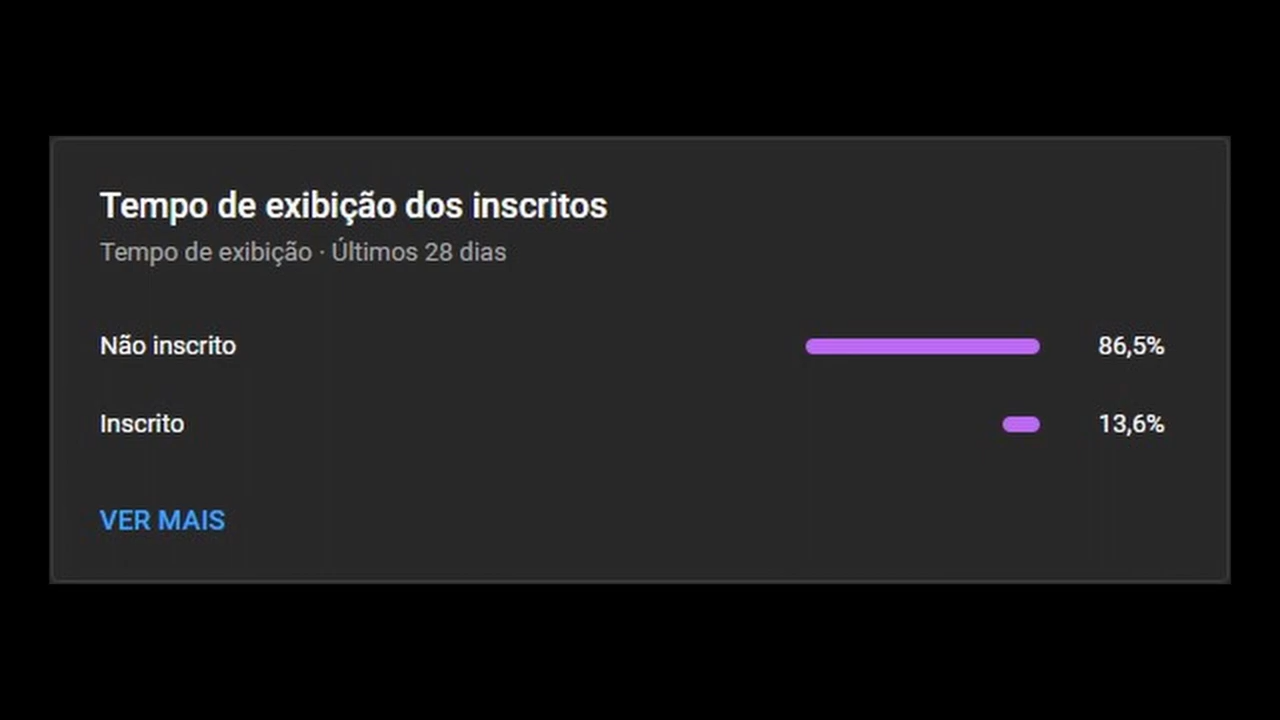 Tempo de exibição dos inscritos
Tempo de exibição · Últimos 28 dias
Não inscrito 86,5%
Inscrito 13,6%
VER MAIS